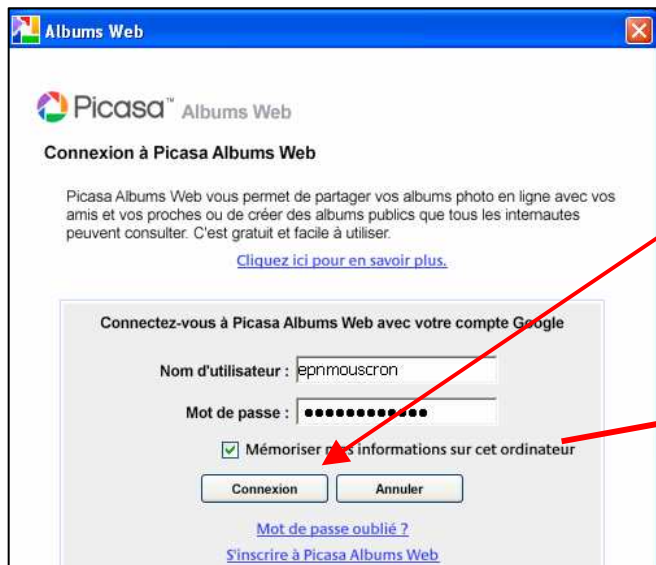 Albums Web
Picasa™ Albums Web
Connexion à Picasa Albums Web
Picasa Albums Web vous permet de partager vos albums photo en ligne avec vos
amis et vos proches ou de créer des albums publics que tous les internautes
peuvent consulter. C'est gratuit et facile à utiliser.
Cliquez ici pour en savoir plus.
Connectez-vous à Picasa Albums Web avec votre compte Google
Nom d'utilisateur : epnmouscron
Mot de passe : ●●●●●●●●●●●●
Mémoriser mes informations sur cet ordinateur
Connexion Annuler
Mot de passe oublié ?
S'inscrire à Picasa Albums Web